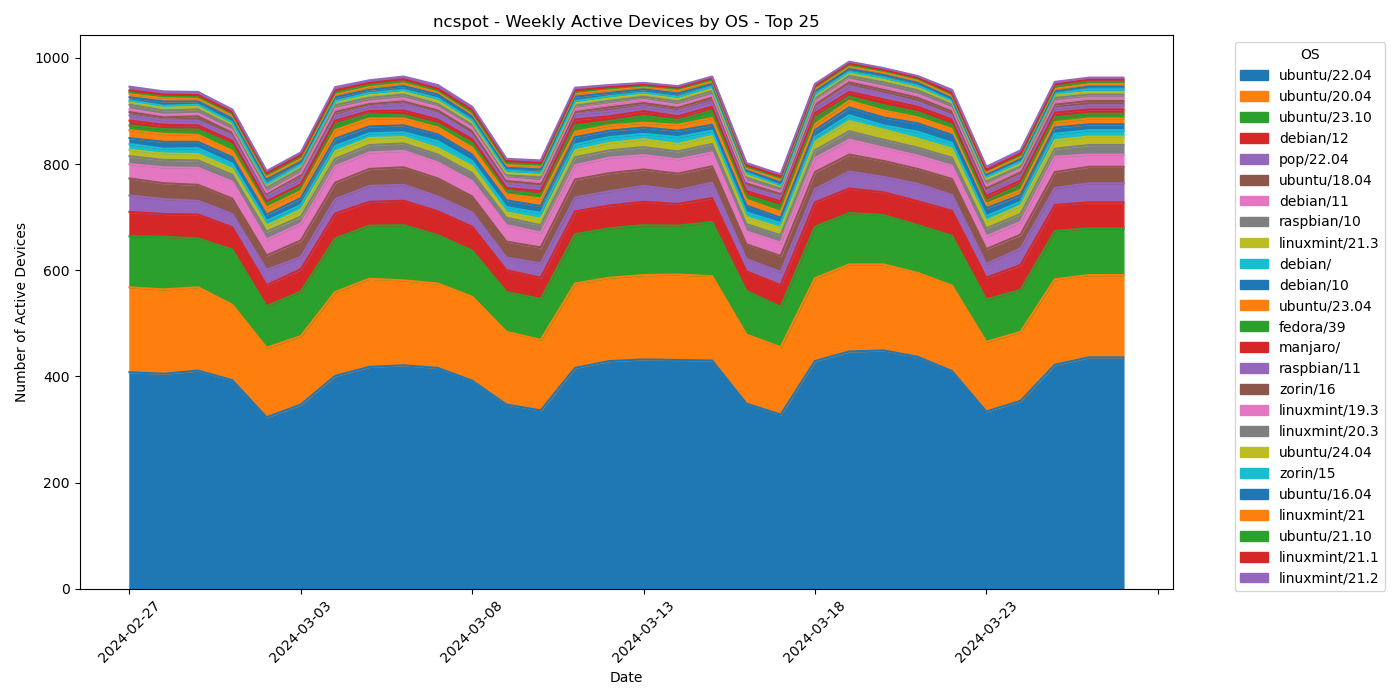 ncspot - Weekly Active Devices by OS - Top 25
Number of Active Devices
1000
800
600
400
200
0
2024-02-27
2024-03-03
2024-03-08
2024-03-13
2024-03-18
2024-03-23
Date
OS
ubuntu/22.04
ubuntu/20.04
ubuntu/23.10
debian/12
pop/22.04
ubuntu/18.04
debian/11
raspbian/10
linuxmint/21.3
debian/
debian/10
ubuntu/23.04
fedora/39
manjaro/
raspbian/11
zorin/16
linuxmint/19.3
linuxmint/20.3
ubuntu/24.04
zorin/15
ubuntu/16.04
linuxmint/21
ubuntu/21.10
linuxmint/21.1
linuxmint/21.2